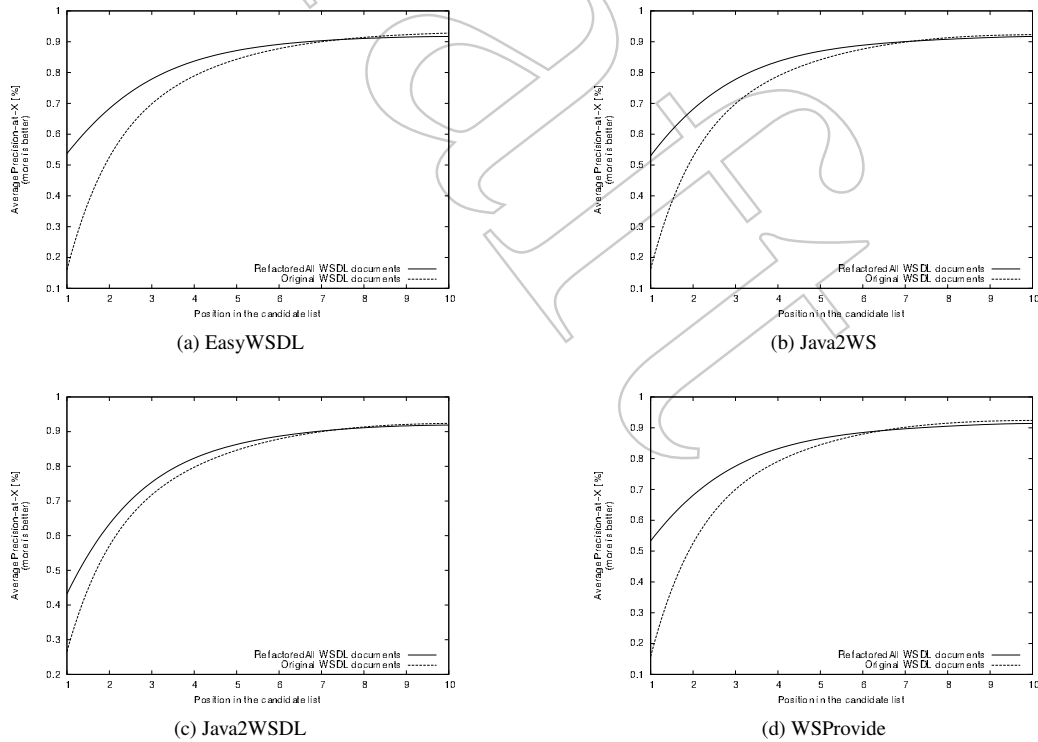 1
0.9
0.8
0.7
0.6
0.5
0.4
0.3
0.2
0.1
1 2 3 4 5 6 7 8 9 10
Average Precision-at-X [%]
(more is better)
Position in the candidate list
RefactoredAll WSDL documents
Original WSDL documents
(a) EasyWSDL
1
0.9
0.8
0.7
0.6
0.5
0.4
0.3
0.2
0.1
1 2 3 4 5 6 7 8 9 10
Average Precision-at-X [%]
(more is better)
Position in the candidate list
RefactoredAll WSDL documents
Original WSDL documents
(b) Java2WS
1
0.9
0.8
0.7
0.6
0.5
0.4
0.3
0.2
1 2 3 4 5 6 7 8 9 10
Average Precision-at-X [%]
(more is better)
Position in the candidate list
RefactoredAll WSDL documents
Original WSDL documents
(c) Java2WSDL
1
0.9
0.8
0.7
0.6
0.5
0.4
0.3
0.2
0.1
1 2 3 4 5 6 7 8 9 10
Average Precision-at-X [%]
(more is better)
Position in the candidate list
RefactoredAll WSDL documents
Original WSDL documents
(d) WSProvide